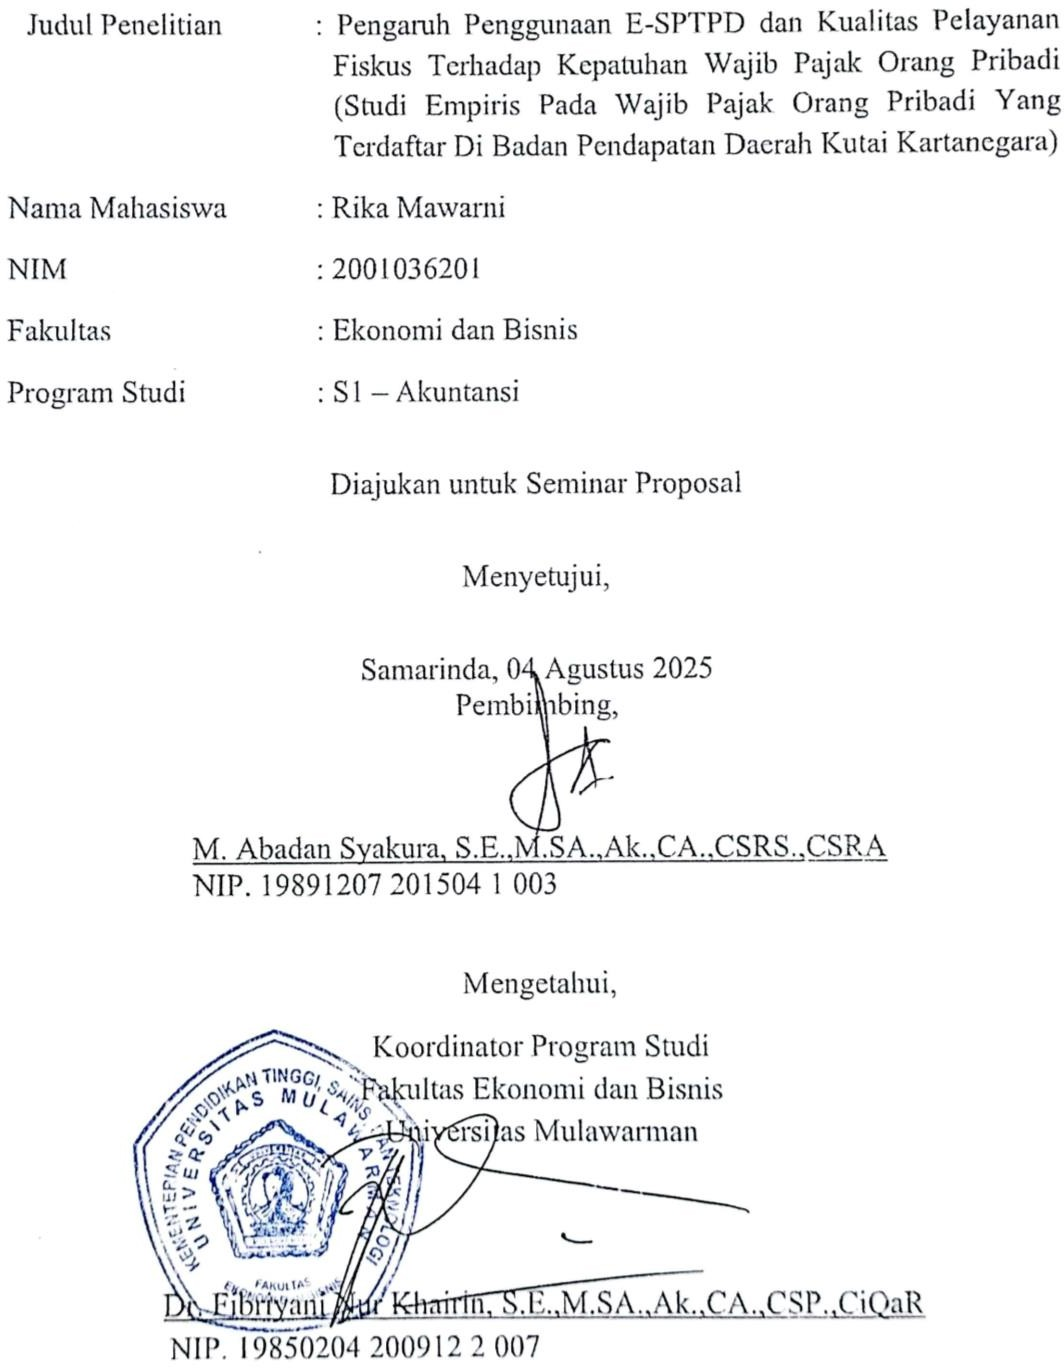 Judul Penelitian : Pengaruh Penggunaan E-SPTPD dan Kualitas Pelayanan
Fiskus Terhadap Kepatuhan Wajib Pajak Orang Pribadi
(Studi Empiris Pada Wajib Pajak Orang Pribadi Yang
Terdaftar Di Badan Pendapatan Daerah Kutai Kartanegara)
Nama Mahasiswa : Rika Mawarni
NIM : 2001036201
Fakultas : Ekonomi dan Bisnis
Program Studi : S1 – Akuntansi
Diajukan untuk Seminar Proposal
Menyetujui,
Samarinda, 04 Agustus 2025
Pembimbing,
M. Abadan Syakura, S.E.,M.SA.,Ak.,CA.,CSRS.,CSRA
NIP. 19891207 201504 1 003
Mengetahui,
Koordinator Program Studi
Fakultas Ekonomi dan Bisnis
Universitas Mulawarman
KEMENTERIAN PENDIDIKAN TINGGI, SAINS, DAN TEKNOLOGI
UNIVERSITAS MULAWARMAN
FAKULTAS
EKONOMI DAN BISNIS
Dr. Fibriyani Nur Khairin, S.E.,M.SA.,Ak.,CA.,CSP.,CiQaR
NIP. 19850204 200912 2 007